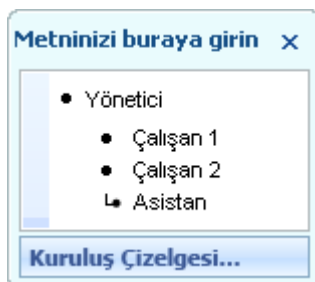 Metninizi buraya girin
Yönetici
Çalışan 1
Çalışan 2
Asistan
Kuruluş Çizelgesi...